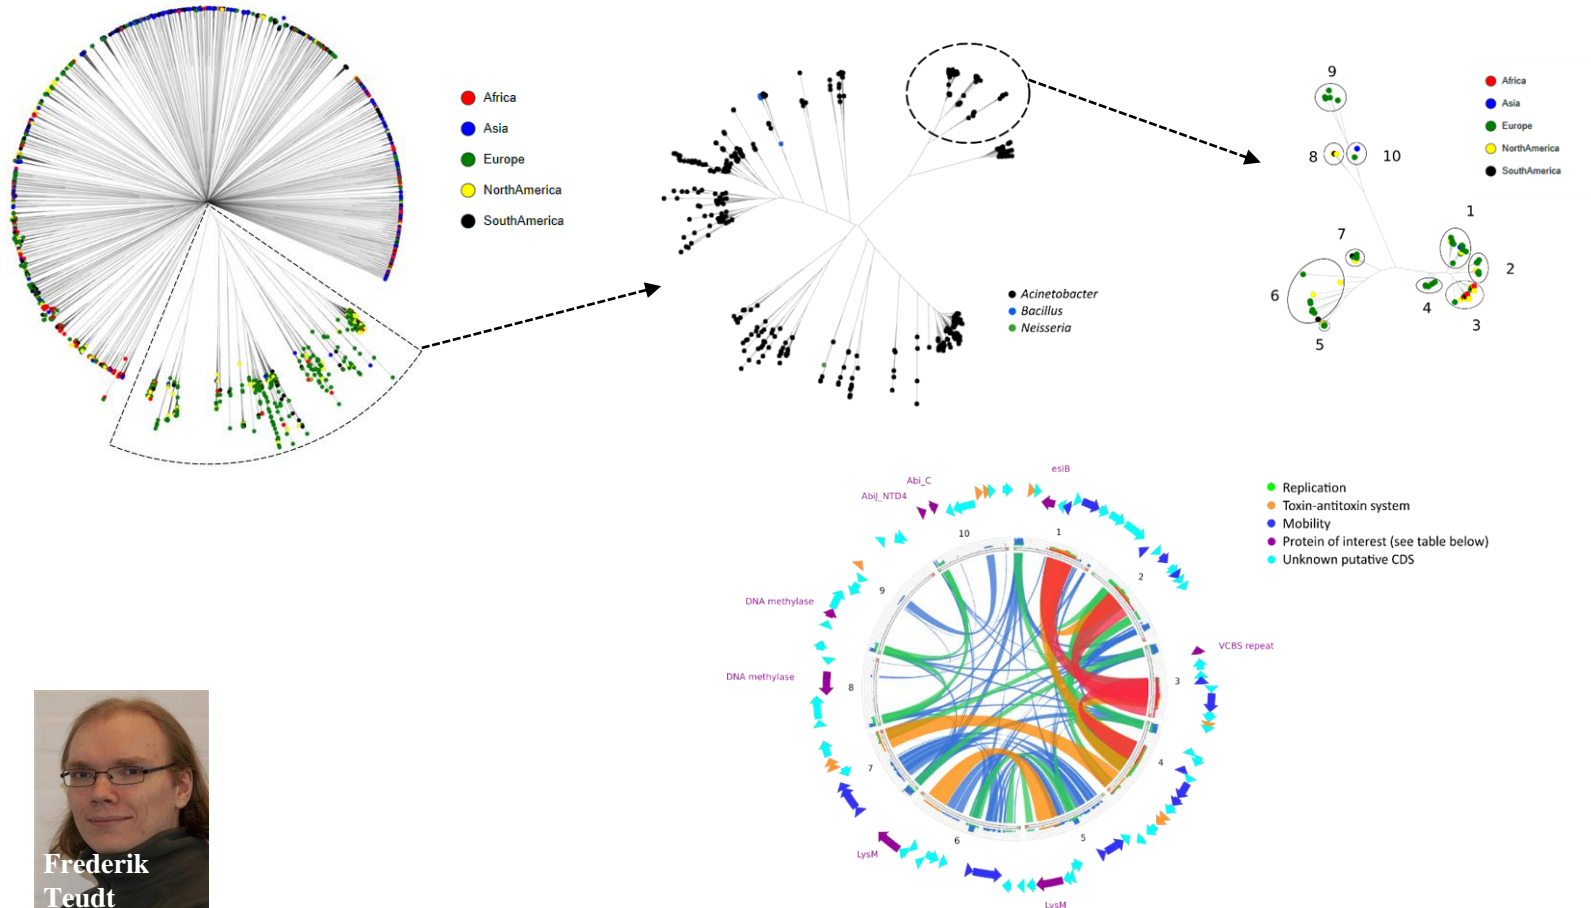 Africa
Asia
Europe
NorthAmerica
SouthAmerica
Acinetobacter
Bacillus
Neisseria
9
8
10
1
7
2
6
4
3
5
Africa
Asia
Europe
NorthAmerica
SouthAmerica
esiB
Abi_C
AbiJ_NTD4
10
1
2
9
DNA methylase
VCBS repeat
3
DNA methylase
8
4
7
6
5
LysM
LysM
Replication
Toxin-antitoxin system
Mobility
Protein of interest (see table below)
Unknown putative CDS
Frederik
Teudt